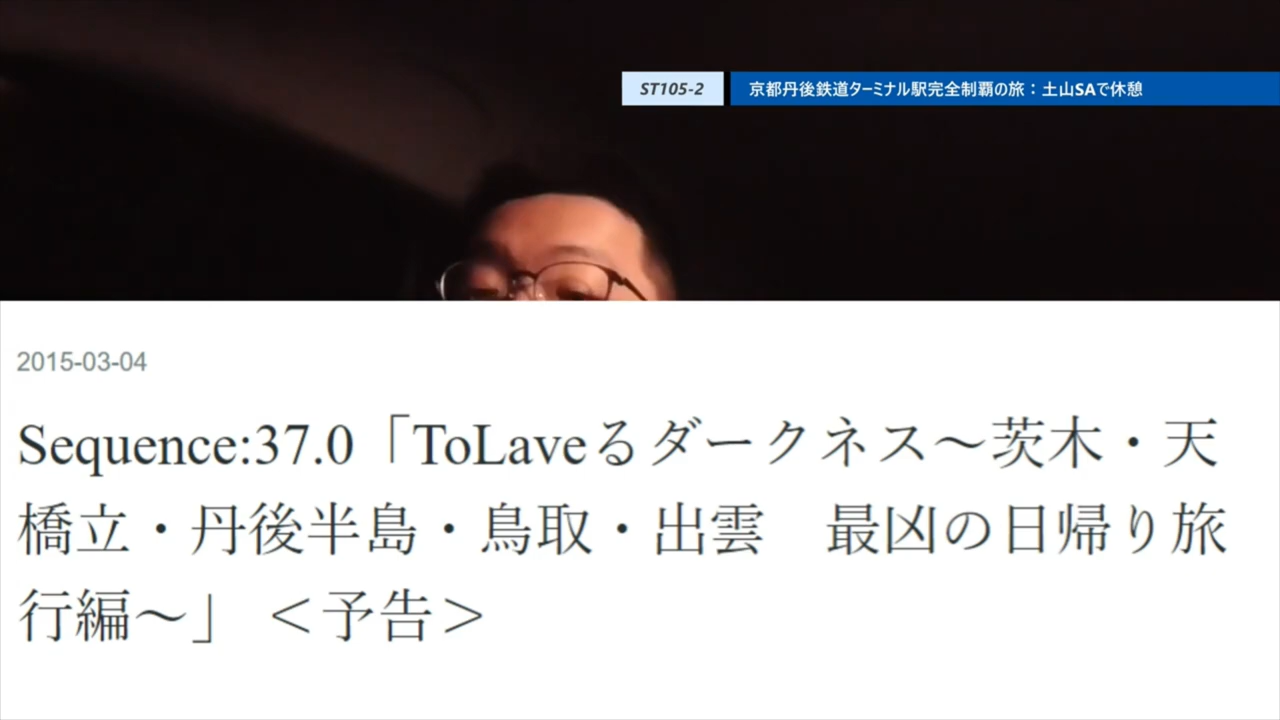 ST105-2
京都丹後鉄道ターミナル駅完全制覇の旅：土山SAで休憩
2015-03-04
Sequence:37.0「ToLaveるダークネス～茨木・天
橋立・丹後半島・鳥取・出雲　最凶の日帰り旅
行編～」＜予告＞